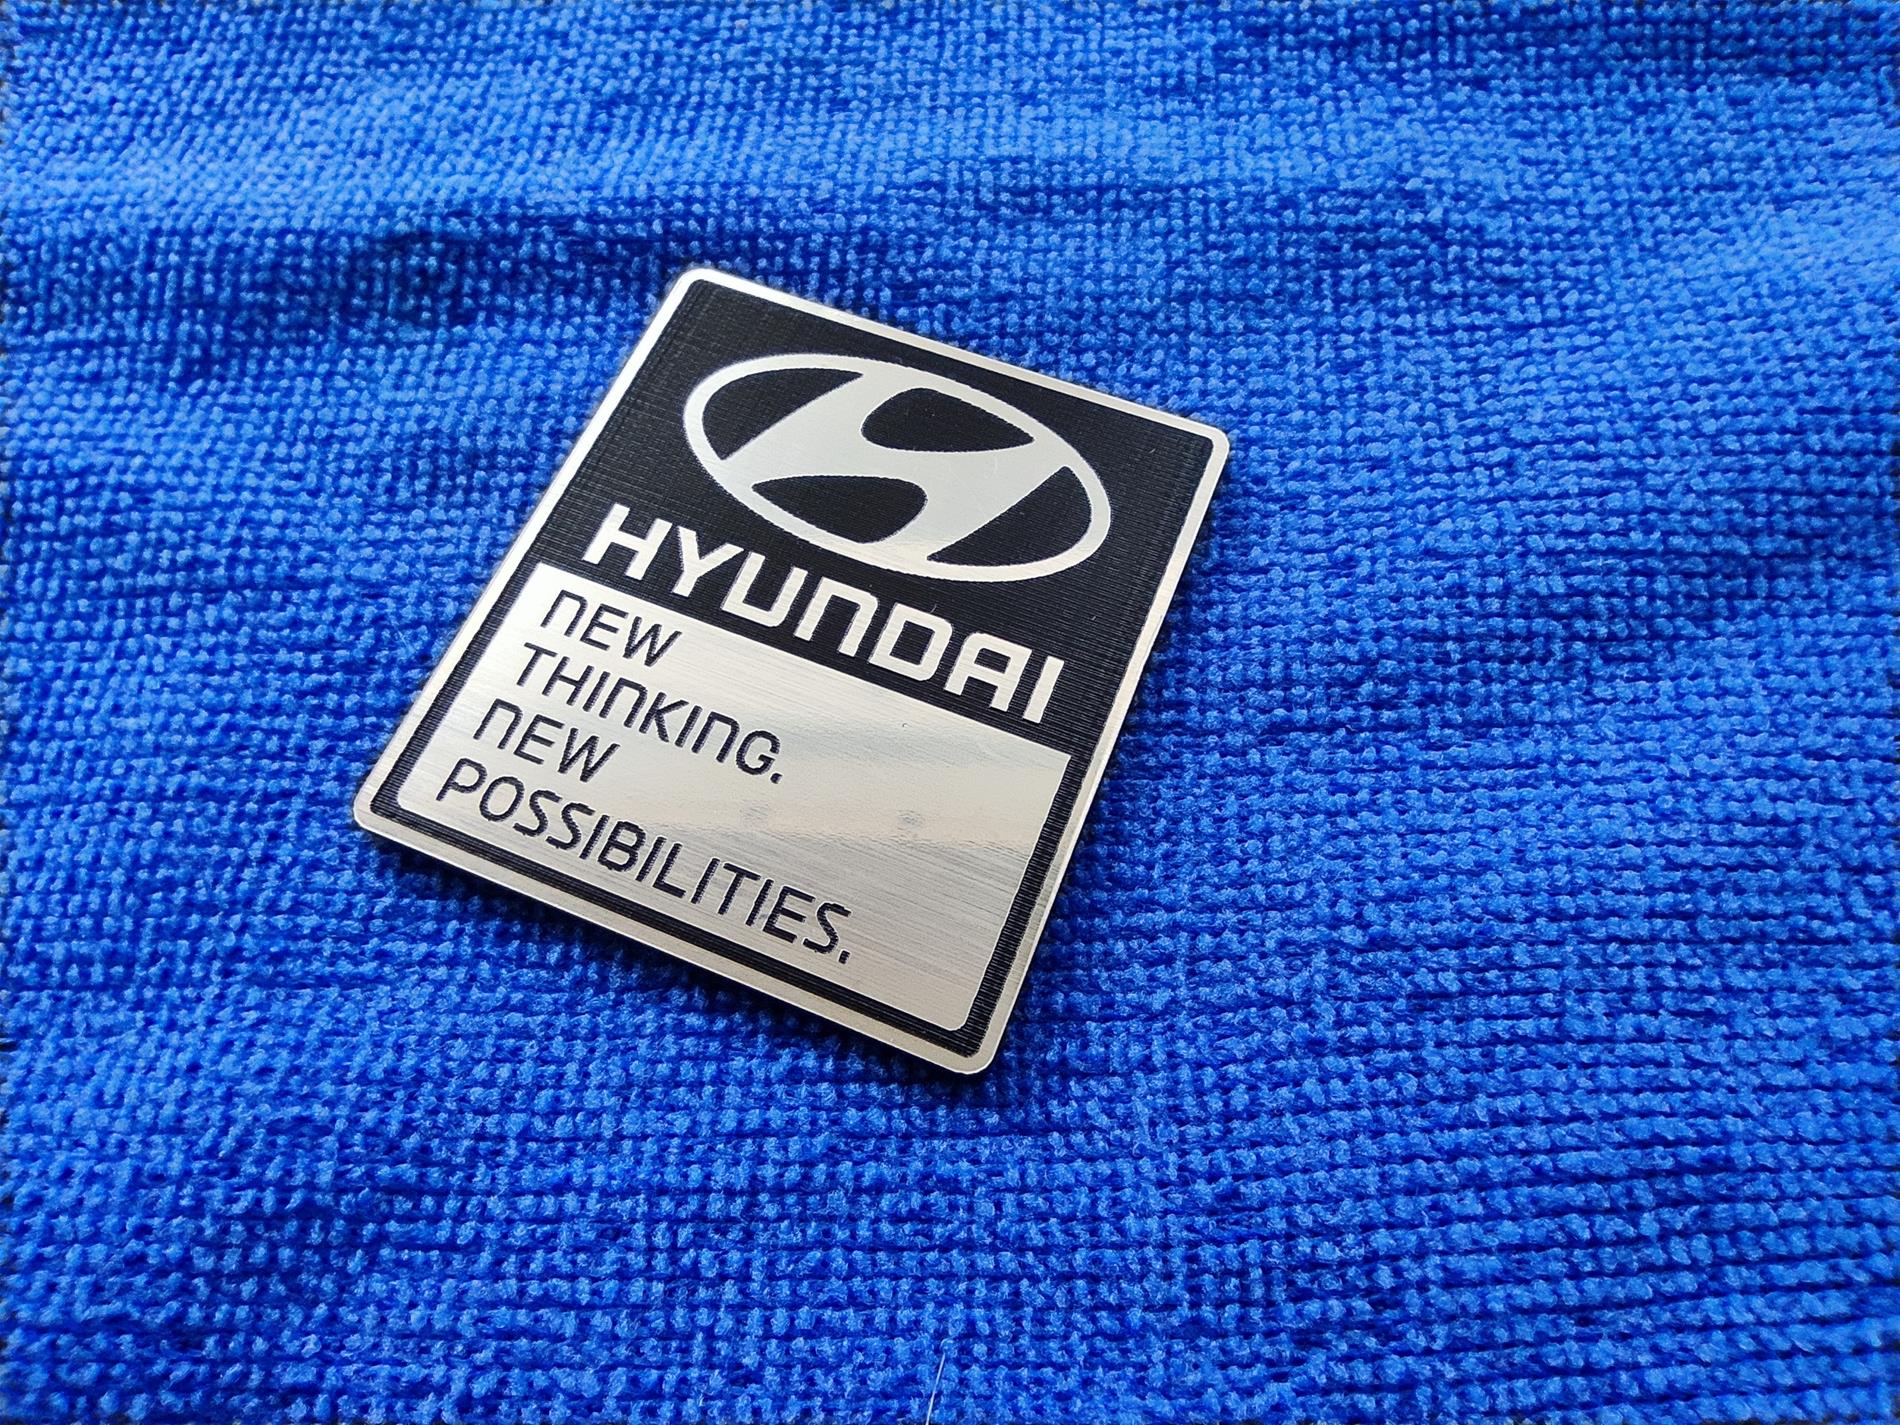 HYUNDAI
NEW
THINKING.
NEW
POSSIBILITIES.